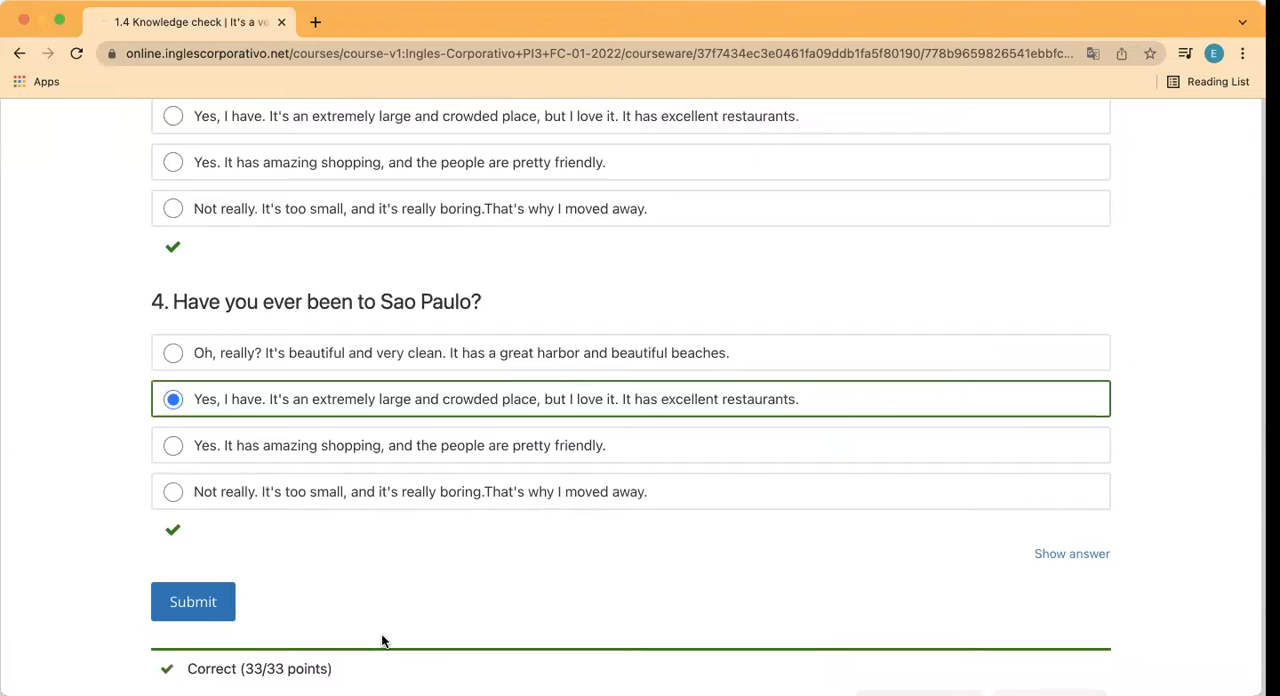 1.4 Knowledge check | It's a ve
online.inglescorporativo.net/courses/course-v1:Ingles-Corporativo+PI3+FC-01-2022/courseware/37f7434ec3e0461fa09ddb1fa5f80190/778b9659826541ebbfc...
E
Apps
Reading List
Yes, I have. It's an extremely large and crowded place, but I love it. It has excellent restaurants.
Yes. It has amazing shopping, and the people are pretty friendly.
Not really. It's too small, and it's really boring.That's why I moved away.
4. Have you ever been to Sao Paulo?
Oh, really? It's beautiful and very clean. It has a great harbor and beautiful beaches.
Yes, I have. It's an extremely large and crowded place, but I love it. It has excellent restaurants.
Yes. It has amazing shopping, and the people are pretty friendly.
Not really. It's too small, and it's really boring.That's why I moved away.
Show answer
Submit
Correct (33/33 points)